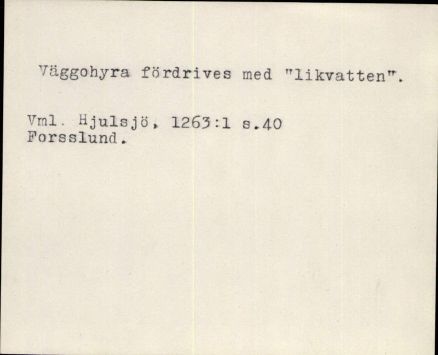 Väggohyra fördrives med "likvatten".
Vml. Hjulsjö, 1263:1 s.40
Forsslund.